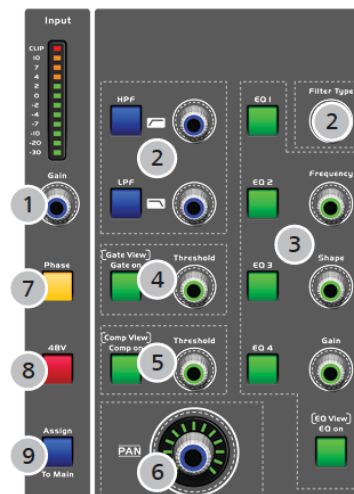 Input
CLIP
10
7
4
2
0
-2
-4
-7
-10
-20
-30
Gain
1
Phase
7
48V
8
Assign
9
To Main
HPF
2
LPF
[Gate View]
Gate on
4
Threshold
[Comp View]
Comp on
5
Threshold
PAN
6
EQ 1
Filter Type
2
EQ 2
Frequency
3
EQ 3
Shape
EQ 4
Gain
[EQ View]
EQ on